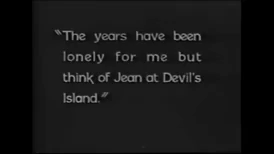 "The years have been
lonely for me but
think of Jean at Devil's
Island."